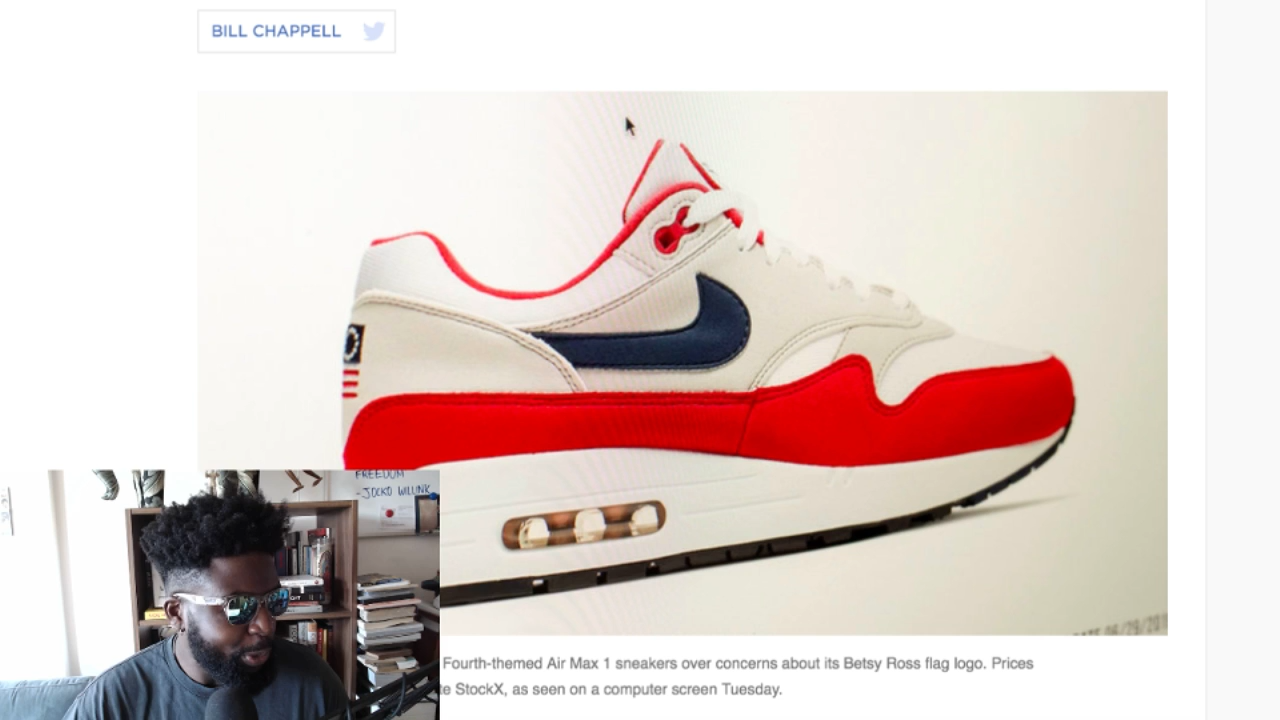 BILL CHAPPELL
FREEDOM
-JOCKO WILLINK
Fourth-themed Air Max 1 sneakers over concerns about its Betsy Ross flag logo. Prices
te StockX, as seen on a computer screen Tuesday.